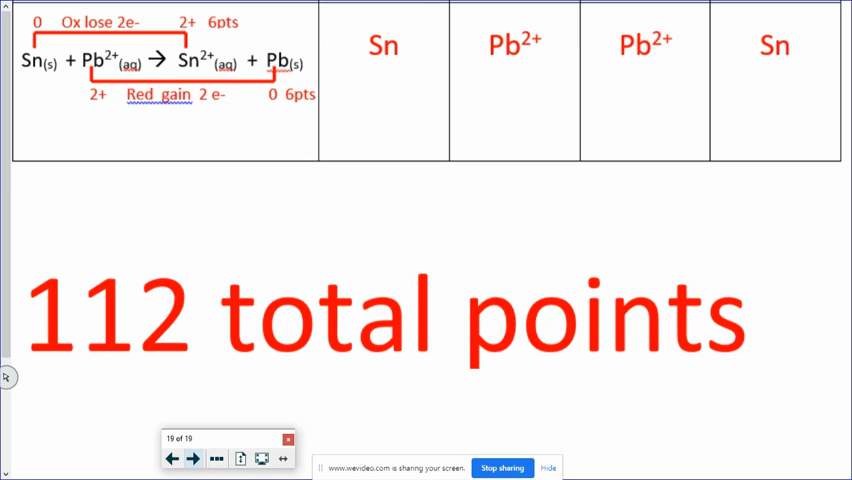 0 Ox lose 2e- 2+ 6pts
Sn(s) + Pb²⁺(aq) → Sn²⁺(aq) + Pb(s)
2+ Red gain 2 e- 0 6pts
Sn
Pb²⁺
Pb²⁺
Sn
112 total points
19 of 19
www.wevideo.com is sharing your screen.
Stop sharing
Hide